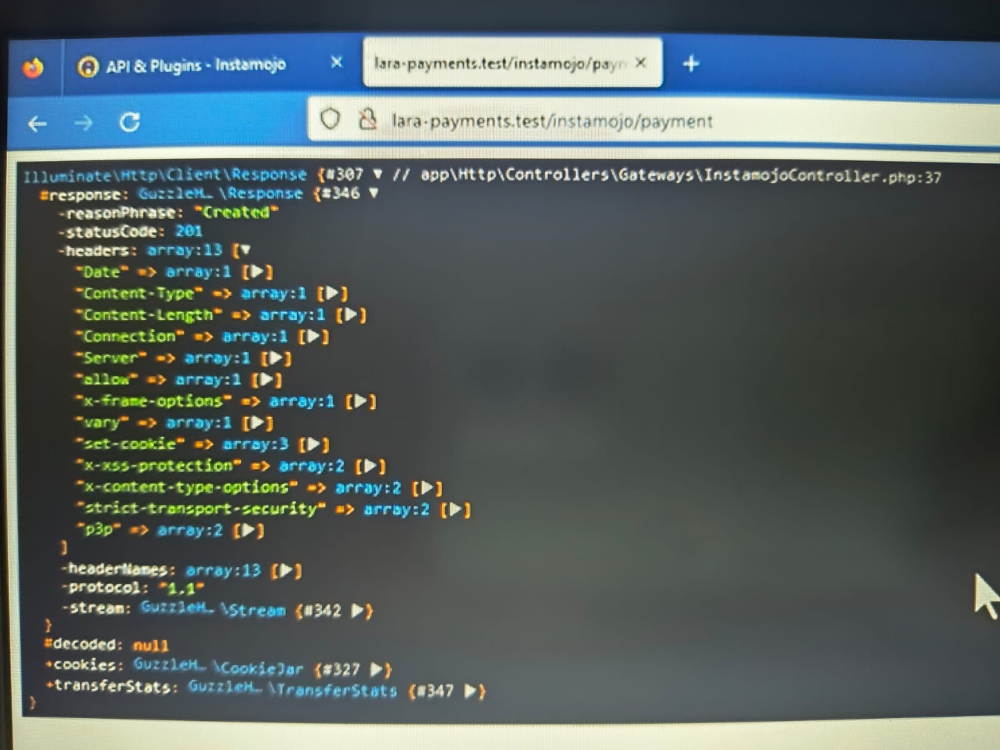 API & Plugins - Instamojo
lara-payments.test/instamojo/paym
lara-payments.test/instamojo/payment
Illuminate\Http\Client\Response {#307 ▼ // app\Http\Controllers\Gateways\InstamojoController.php:37
#response: GuzzleH…\Response {#346 ▼
-reasonPhrase: "Created"
-statusCode: 201
-headers: array:13 [▼
"Date" => array:1 [▶]
"Content-Type" => array:1 [▶]
"Content-Length" => array:1 [▶]
"Connection" => array:1 [▶]
"Server" => array:1 [▶]
"allow" => array:1 [▶]
"x-frame-options" => array:1 [▶]
"vary" => array:1 [▶]
"set-cookie" => array:3 [▶]
"x-xss-protection" => array:2 [▶]
"x-content-type-options" => array:2 [▶]
"strict-transport-security" => array:2 [▶]
"p3p" => array:2 [▶]
]
-headerNames: array:13 [▶]
-protocol: "1.1"
-stream: GuzzleH…\Stream {#342 ▶}
}
#decoded: null
+cookies: GuzzleH…\CookieJar {#327 ▶}
+transferStats: GuzzleH…\TransferStats {#347 ▶}
}